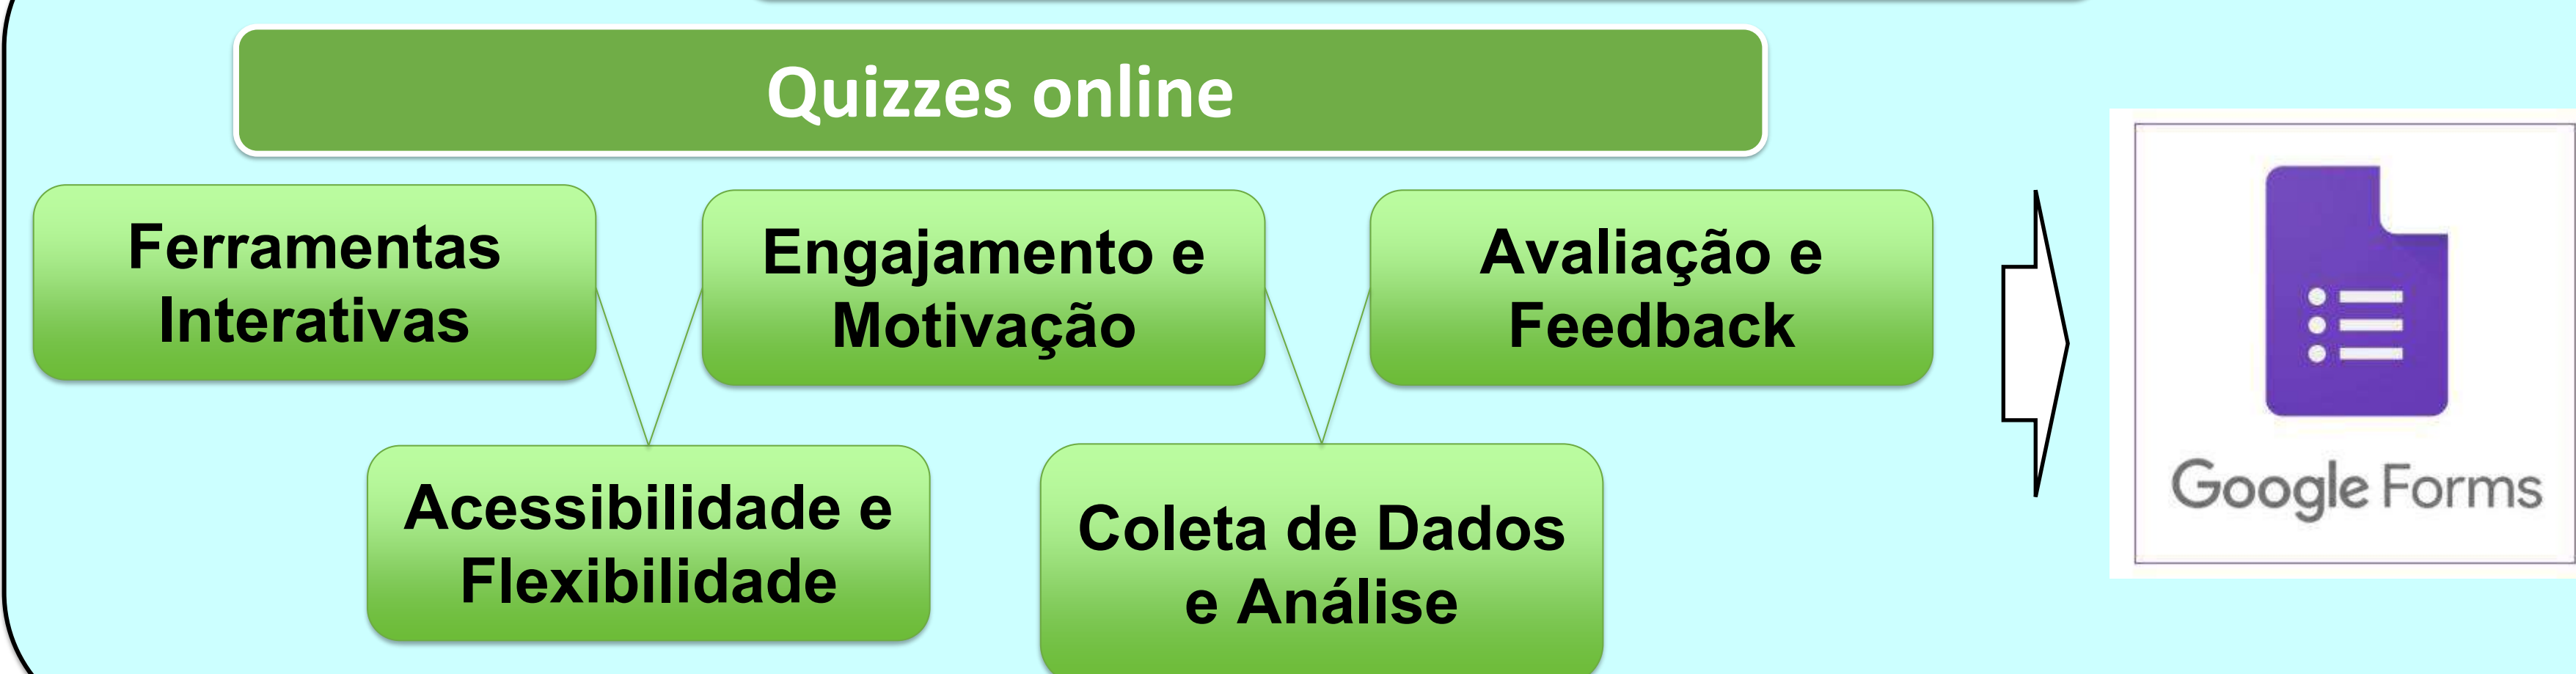 Quizzes online
Ferramentas
Interativas
Engajamento e
Motivação
Avaliação e
Feedback
Acessibilidade e
Flexibilidade
Coleta de Dados
e Análise
Google Forms